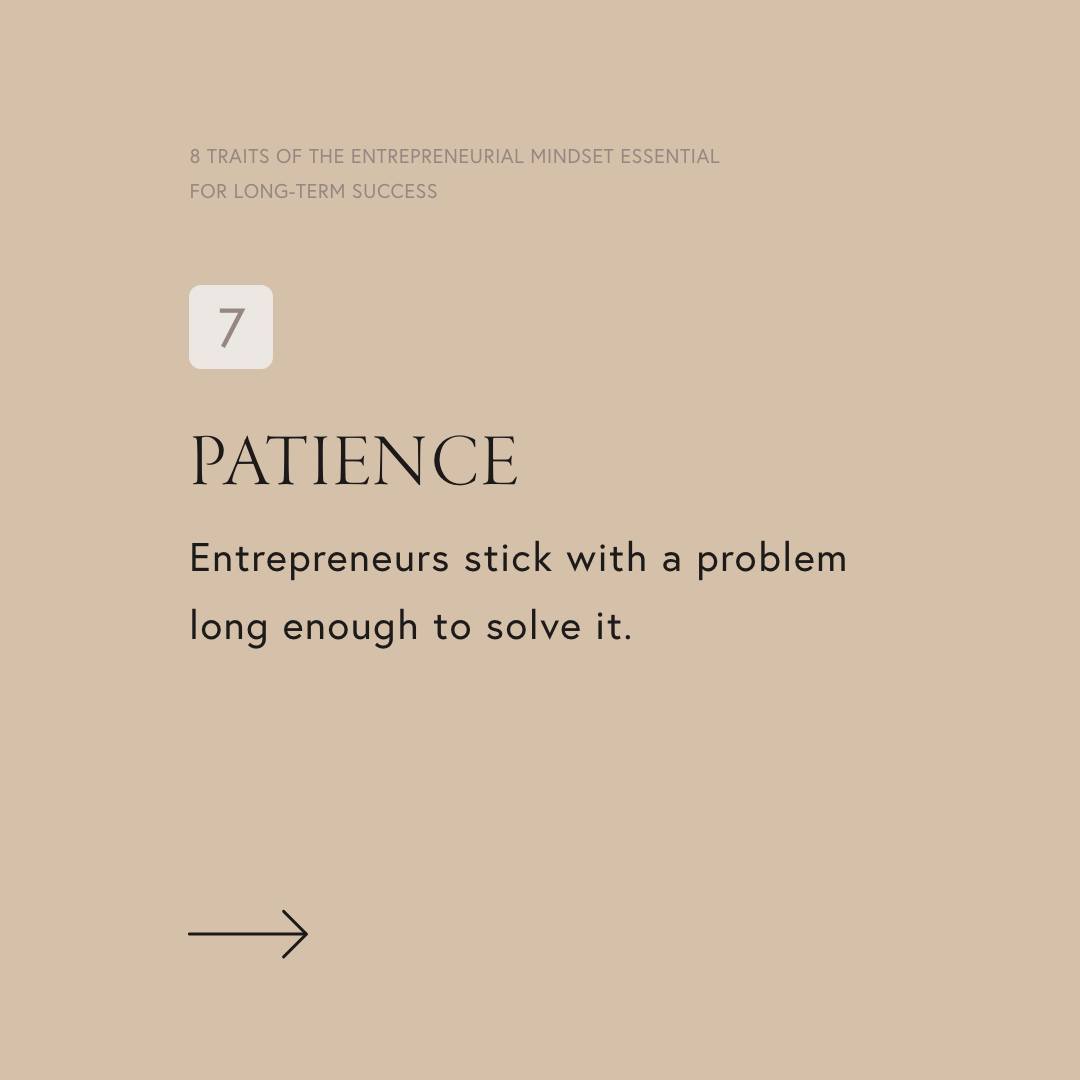 8 TRAITS OF THE ENTREPRENEURIAL MINDSET ESSENTIAL
FOR LONG-TERM SUCCESS
7
PATIENCE
Entrepreneurs stick with a problem
long enough to solve it.